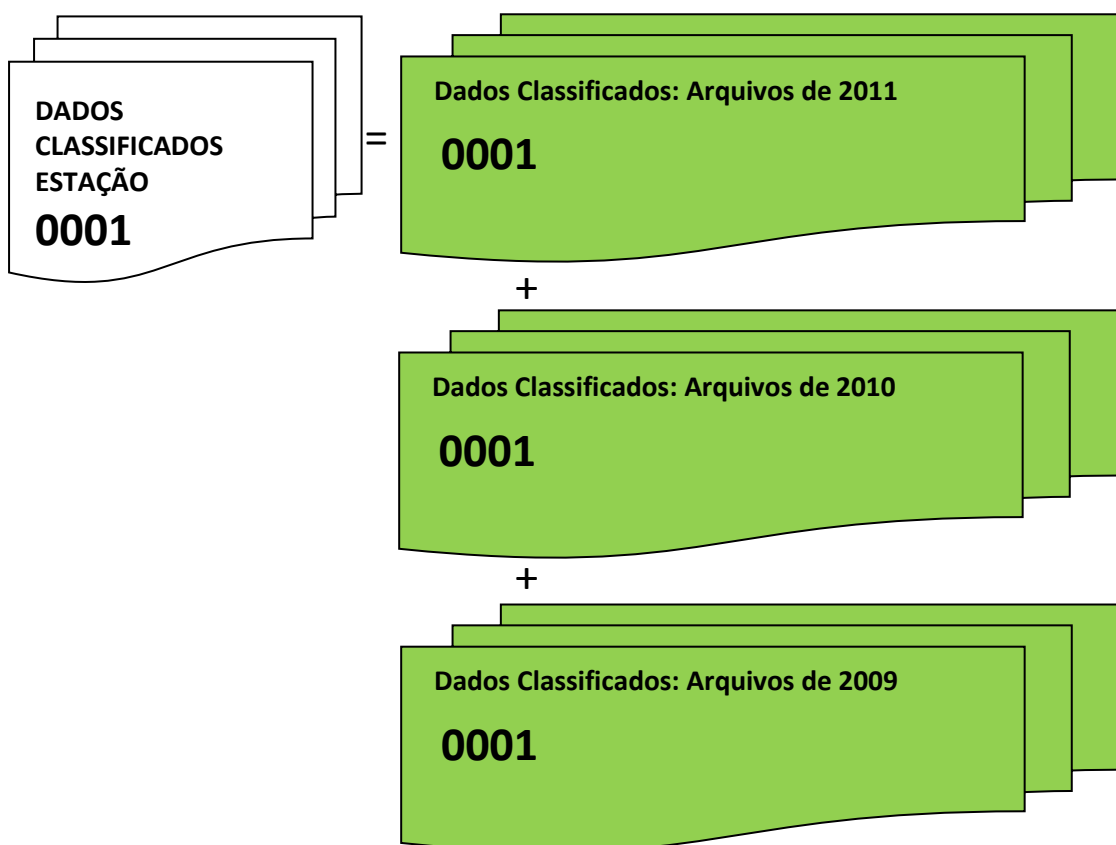 DADOS
CLASSIFICADOS
ESTAÇÃO
0001
=
Dados Classificados: Arquivos de 2011
0001
+
Dados Classificados: Arquivos de 2010
0001
+
Dados Classificados: Arquivos de 2009
0001